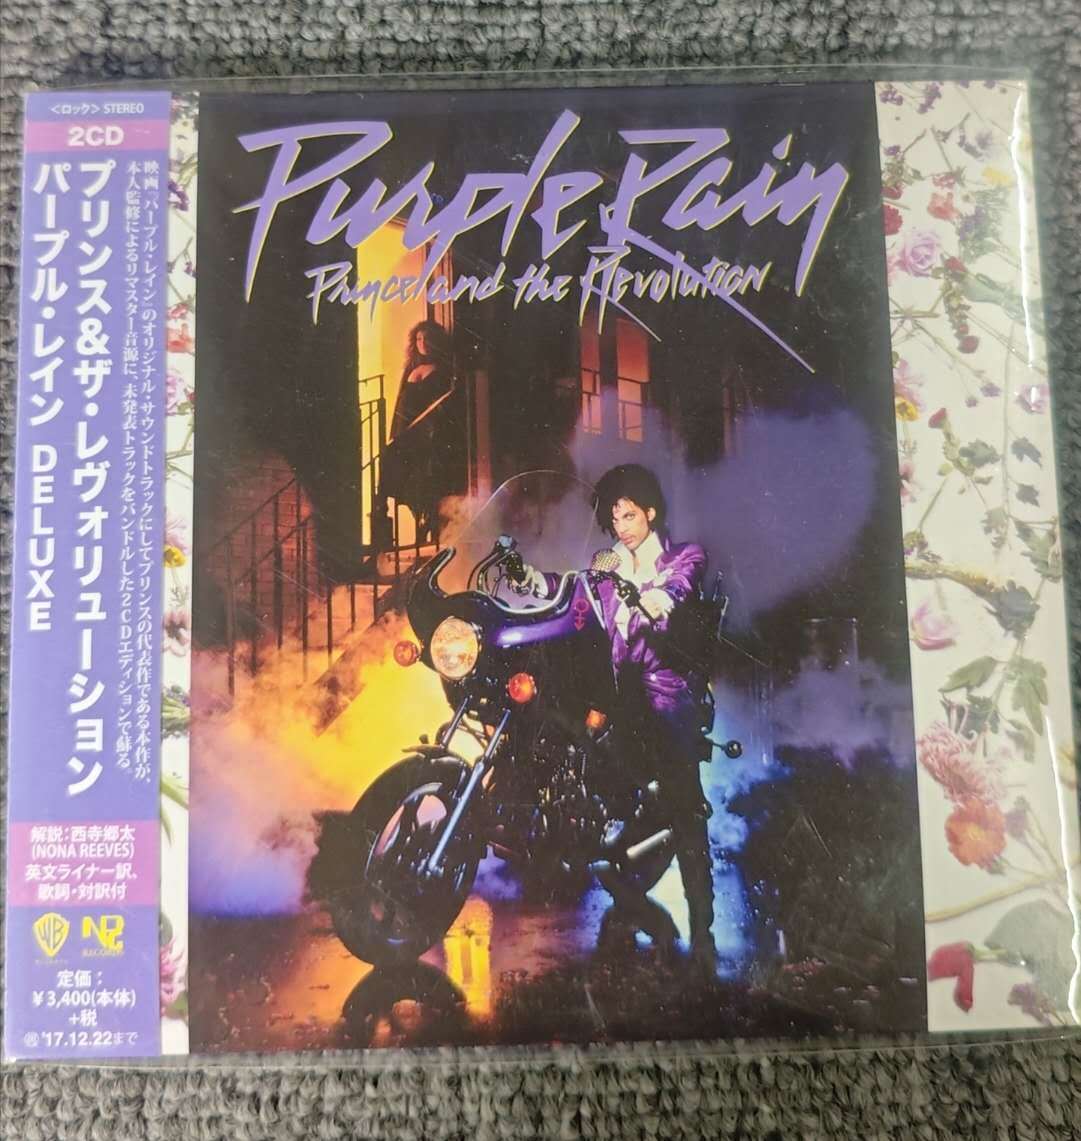 <ロック> STEREO
2CD
映画『パープル・レイン』のオリジナル・サウンドトラックにしてプリンスの代表作である本作が、
本人監修によるリマスター音源に、未発表トラックをバンドルした2CDエディションで蘇る。
プリンス&ザ・レヴォリューション
パープル・レイン DELUXE
解説:西寺郷太
(NONA REEVES)
英文ライナー訳、
歌詞・対訳付
WB
NPG
RECORDS
定価:
¥3,400(本体)
+税
'17.12.22まで
Purple Rain
Prince and the Revolution